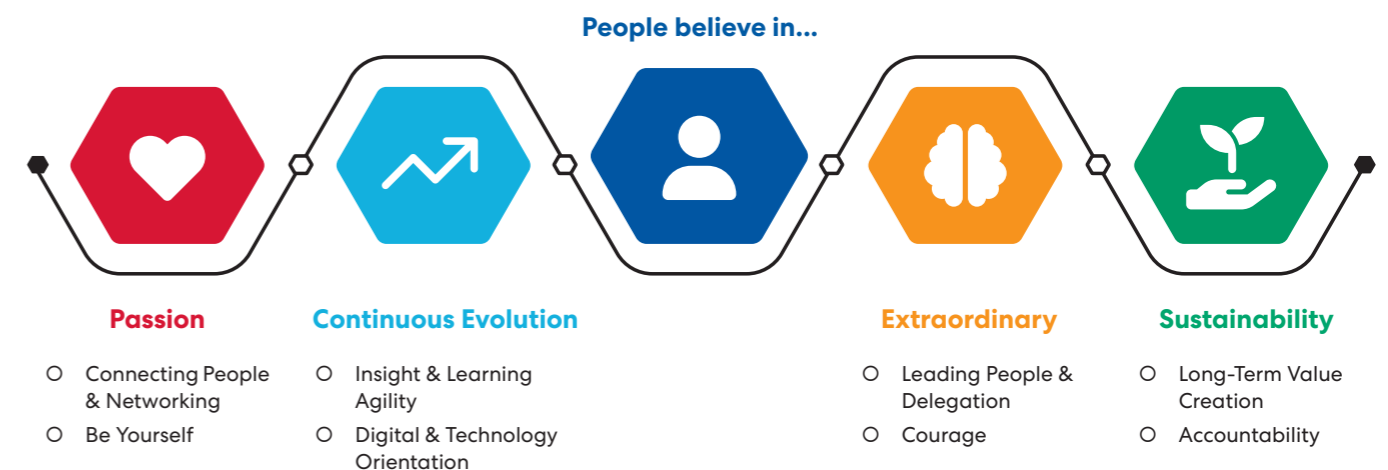 People believe in...
Passion
Connecting People
& Networking
Be Yourself
Continuous Evolution
Insight & Learning
Agility
Digital & Technology
Orientation
Extraordinary
Leading People &
Delegation
Courage
Sustainability
Long-Term Value
Creation
Accountability